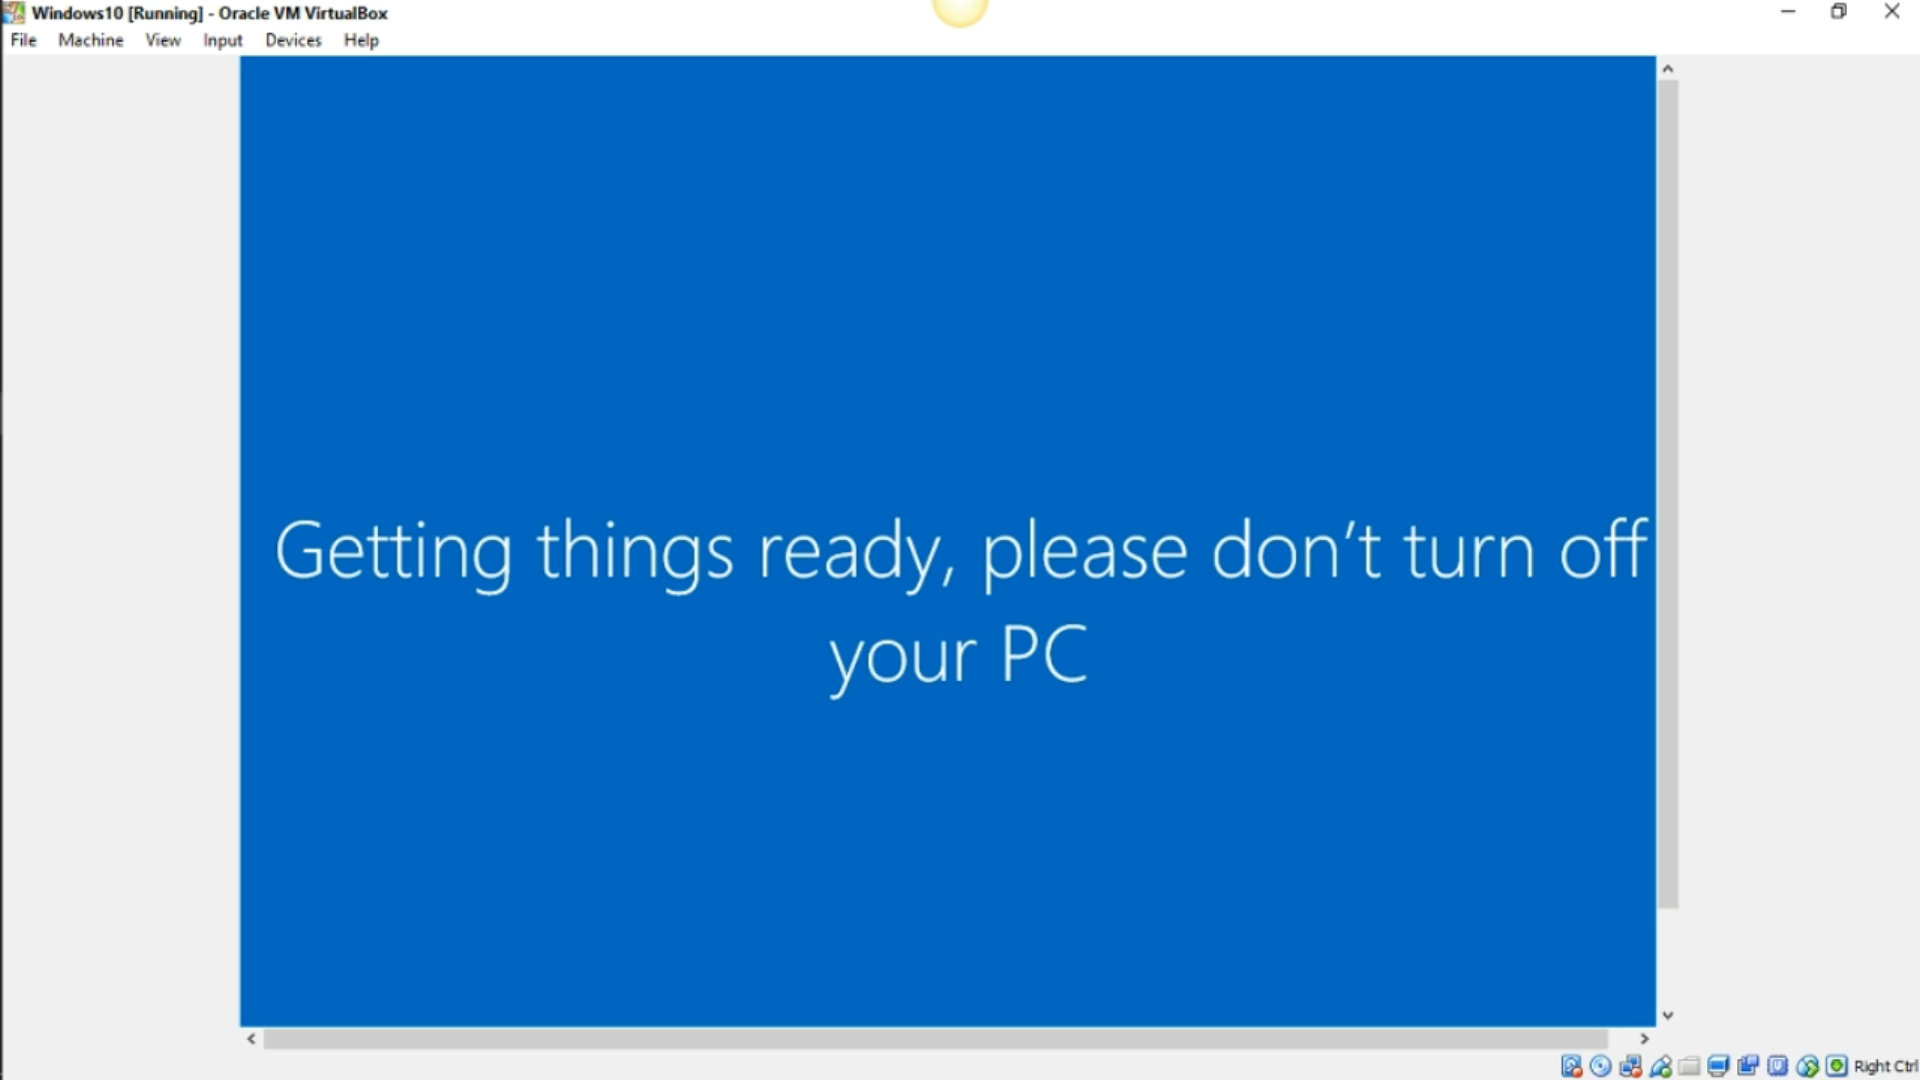 Windows10 [Running] - Oracle VM VirtualBox
File Machine View Input Devices Help
Getting things ready, please don’t turn off
your PC
Right Ctrl